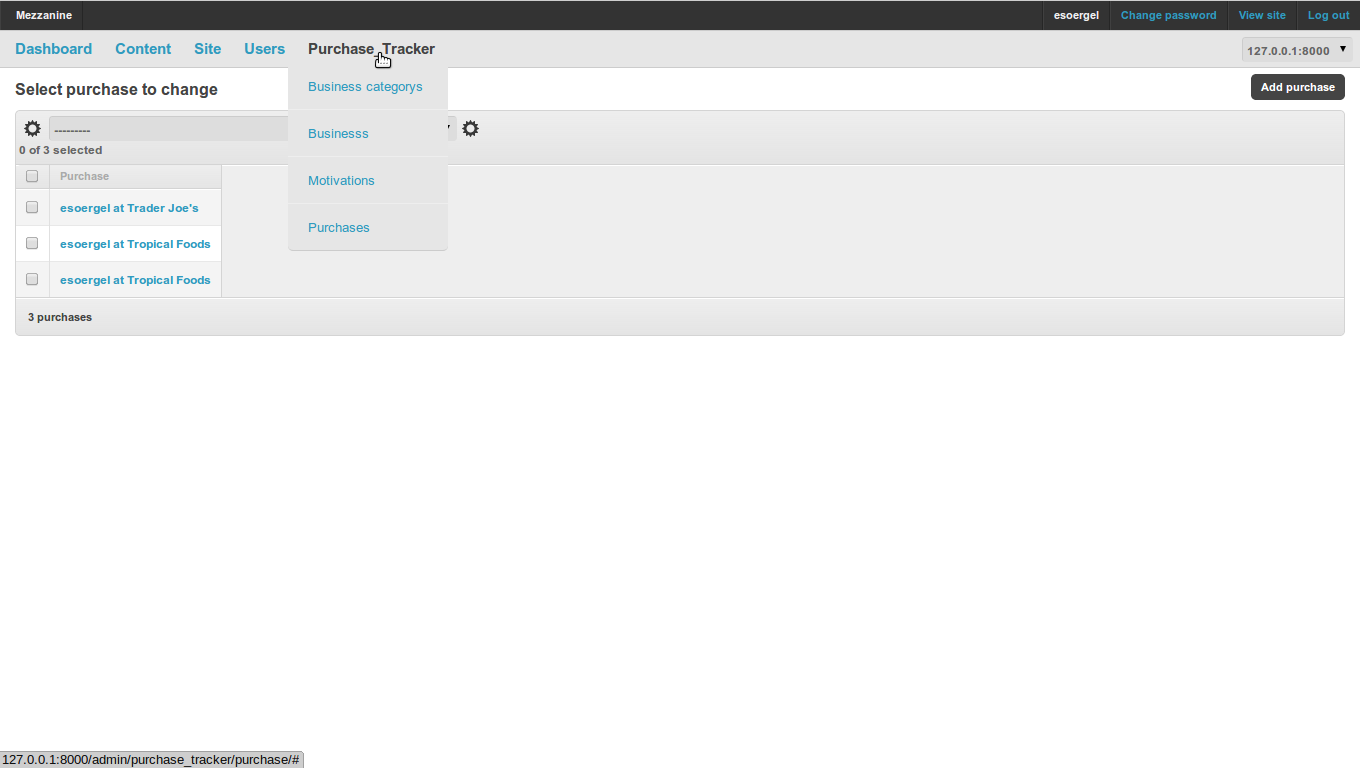 Mezzanine
esoergel
Change password
View site
Log out
Dashboard
Content
Site
Users
Purchase_Tracker
127.0.0.1:8000
Business categorys
Businesss
Motivations
Purchases
Select purchase to change
Add purchase
---------
0 of 3 selected
Purchase
esoergel at Trader Joe's
esoergel at Tropical Foods
esoergel at Tropical Foods
3 purchases
127.0.0.1:8000/admin/purchase_tracker/purchase/#